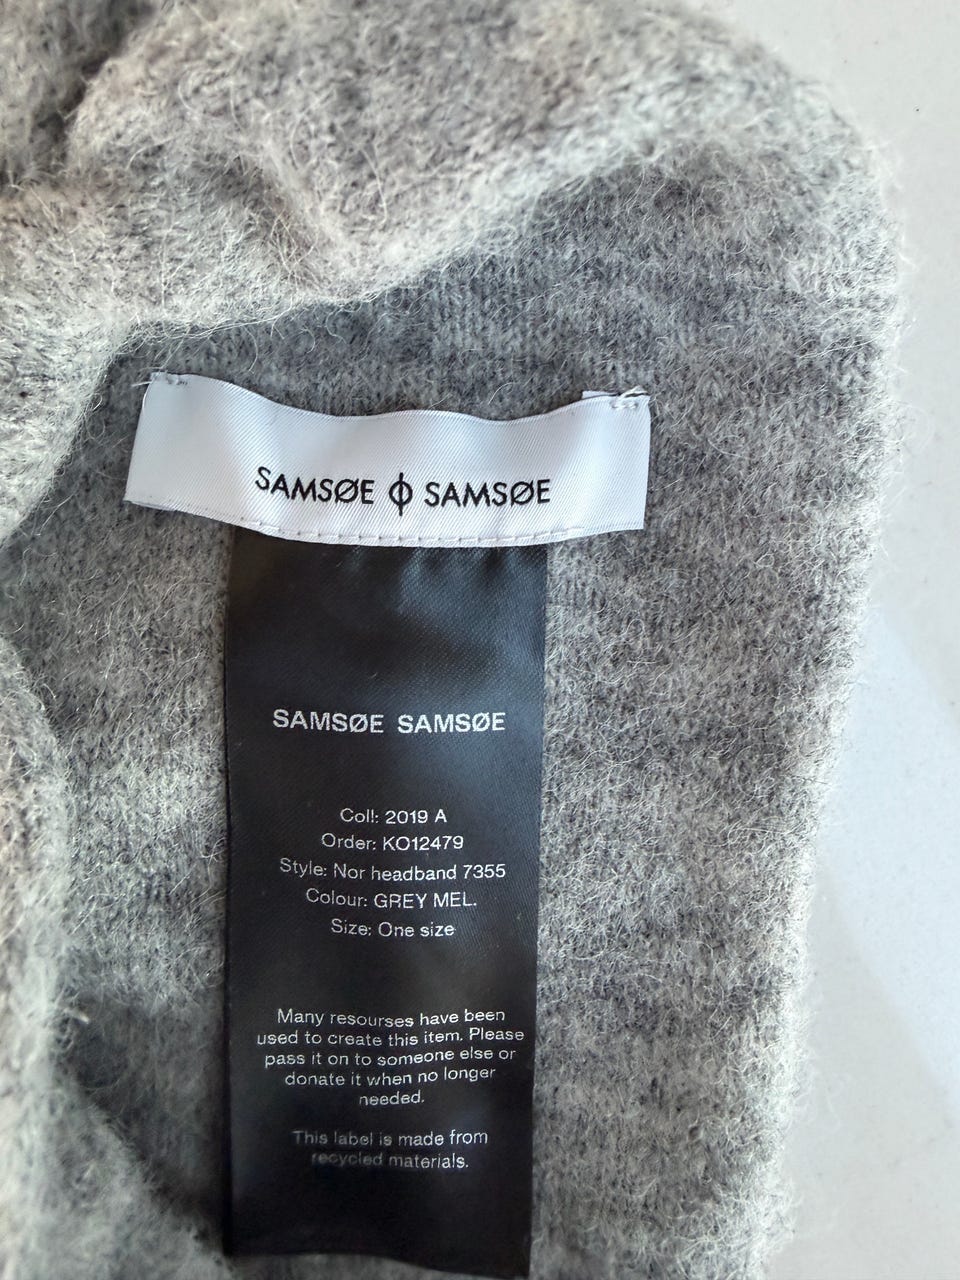 SAMSØE ϕ SAMSØE
SAMSØE SAMSØE
Coll: 2019 A
Order: KO12479
Style: Nor headband 7355
Colour: GREY MEL.
Size: One size
Many resourses have been
used to create this item. Please
pass it on to someone else or
donate it when no longer
needed.
This label is made from
recycled materials.